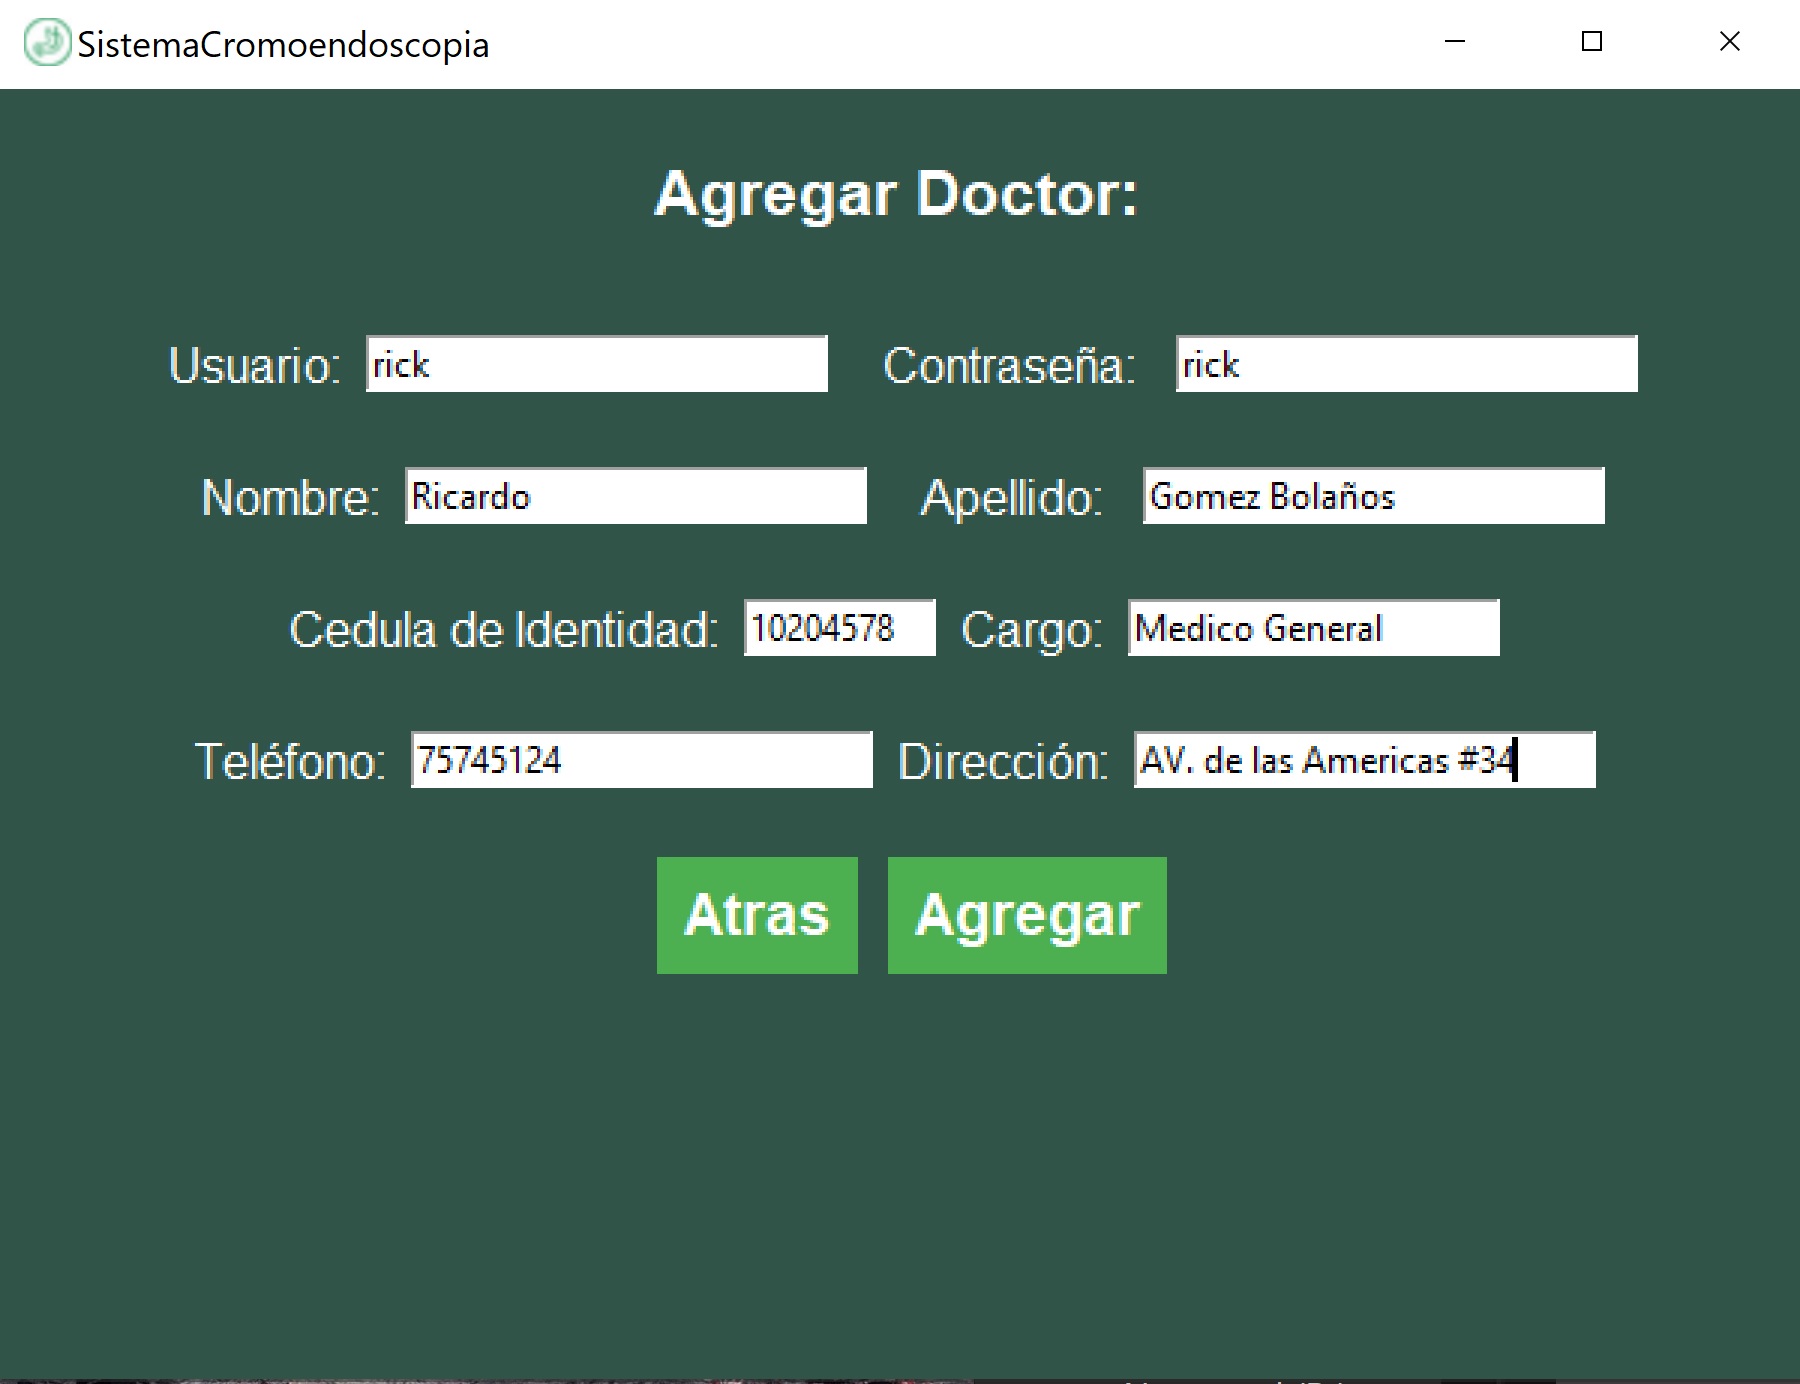 SistemaCromoendoscopia
Agregar Doctor:
Usuario: rick Contraseña: rick
Nombre: Ricardo Apellido: Gomez Bolaños
Cedula de Identidad: 10204578 Cargo: Medico General
Teléfono: 75745124 Dirección: AV. de las Americas #34
Atras Agregar